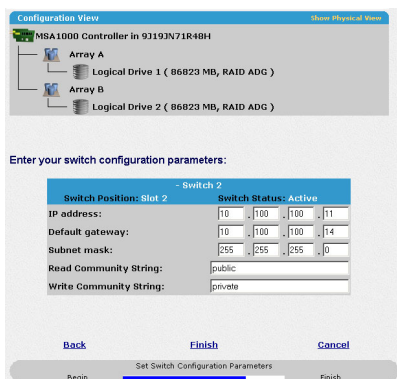 Configuration View Show Physical View
MSA1000 Controller in 9J19JN71R48H
Array A
Logical Drive 1 ( 86823 MB, RAID ADG )
Array B
Logical Drive 2 ( 86823 MB, RAID ADG )
Enter your switch configuration parameters:
- Switch 2
Switch Position: Slot 2 Switch Status: Active
IP address: 10 . 100 . 100 . 11
Default gateway: 10 . 100 . 100 . 14
Subnet mask: 255 . 255 . 255 . 0
Read Community String: public
Write Community String: private
Back Finish Cancel
Set Switch Configuration Parameters
Begin Finish